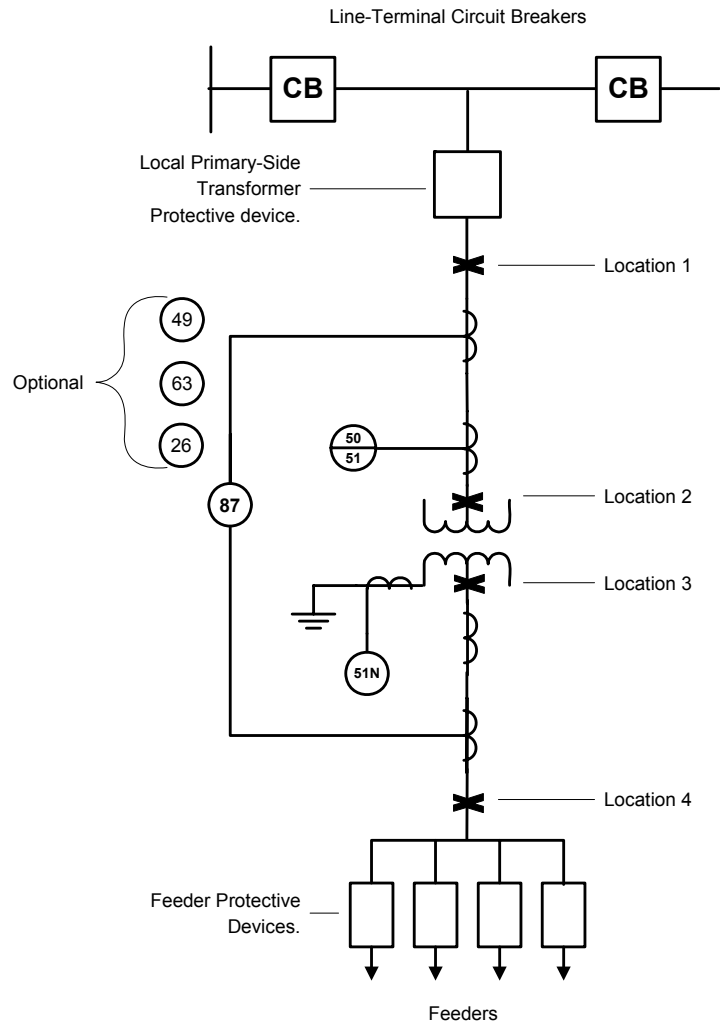 Line-Terminal Circuit Breakers
CB
CB
Local Primary-Side
Transformer
Protective device.
Location 1
49
63
26
Optional
50
51
87
Location 2
Location 3
51N
Location 4
Feeder Protective
Devices.
Feeders